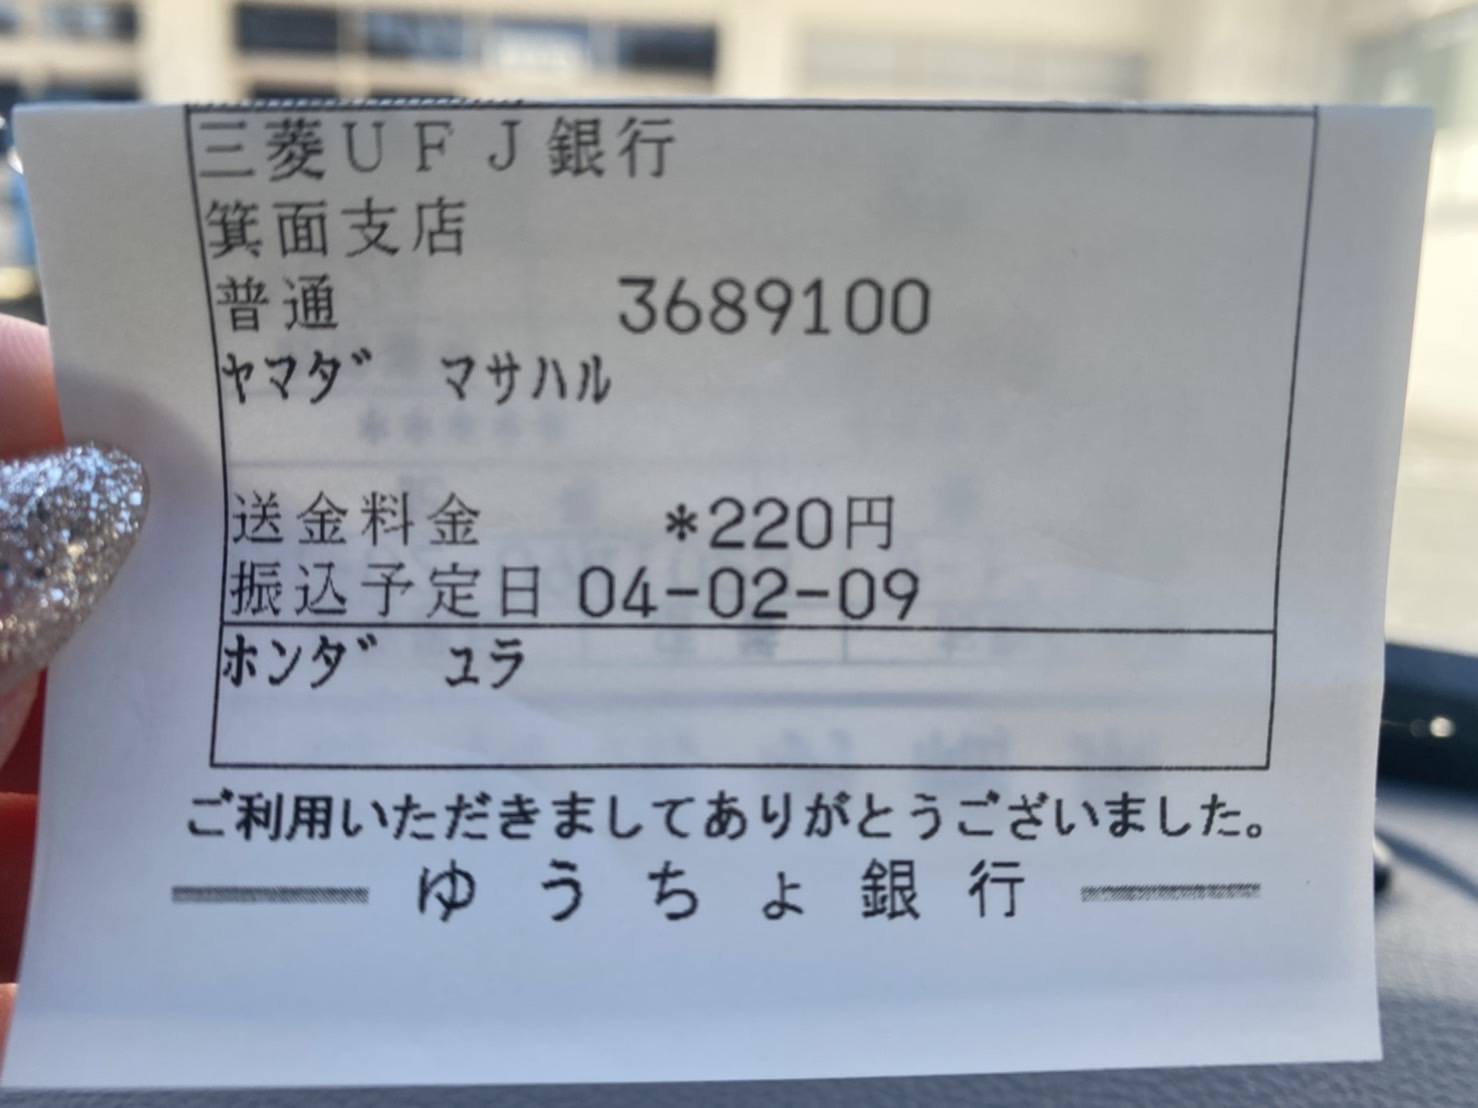 三菱UFJ銀行
箕面支店
普通 3689100
ヤマダ マサハル
送金料金 *220円
振込予定日 04-02-09
ホンダ ユラ
ご利用いただきましてありがとうございました。
ゆうちょ銀行